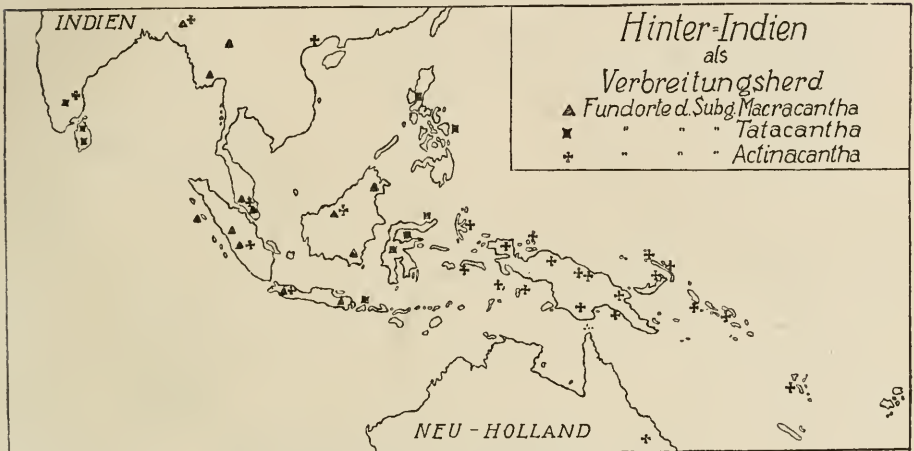 INDIEN
Hinter=Indien
als
Verbreitungsherd
Fundorte d. Subg. Macracantha
" " " Tatacantha
" " " Actinacantha
NEU-HOLLAND